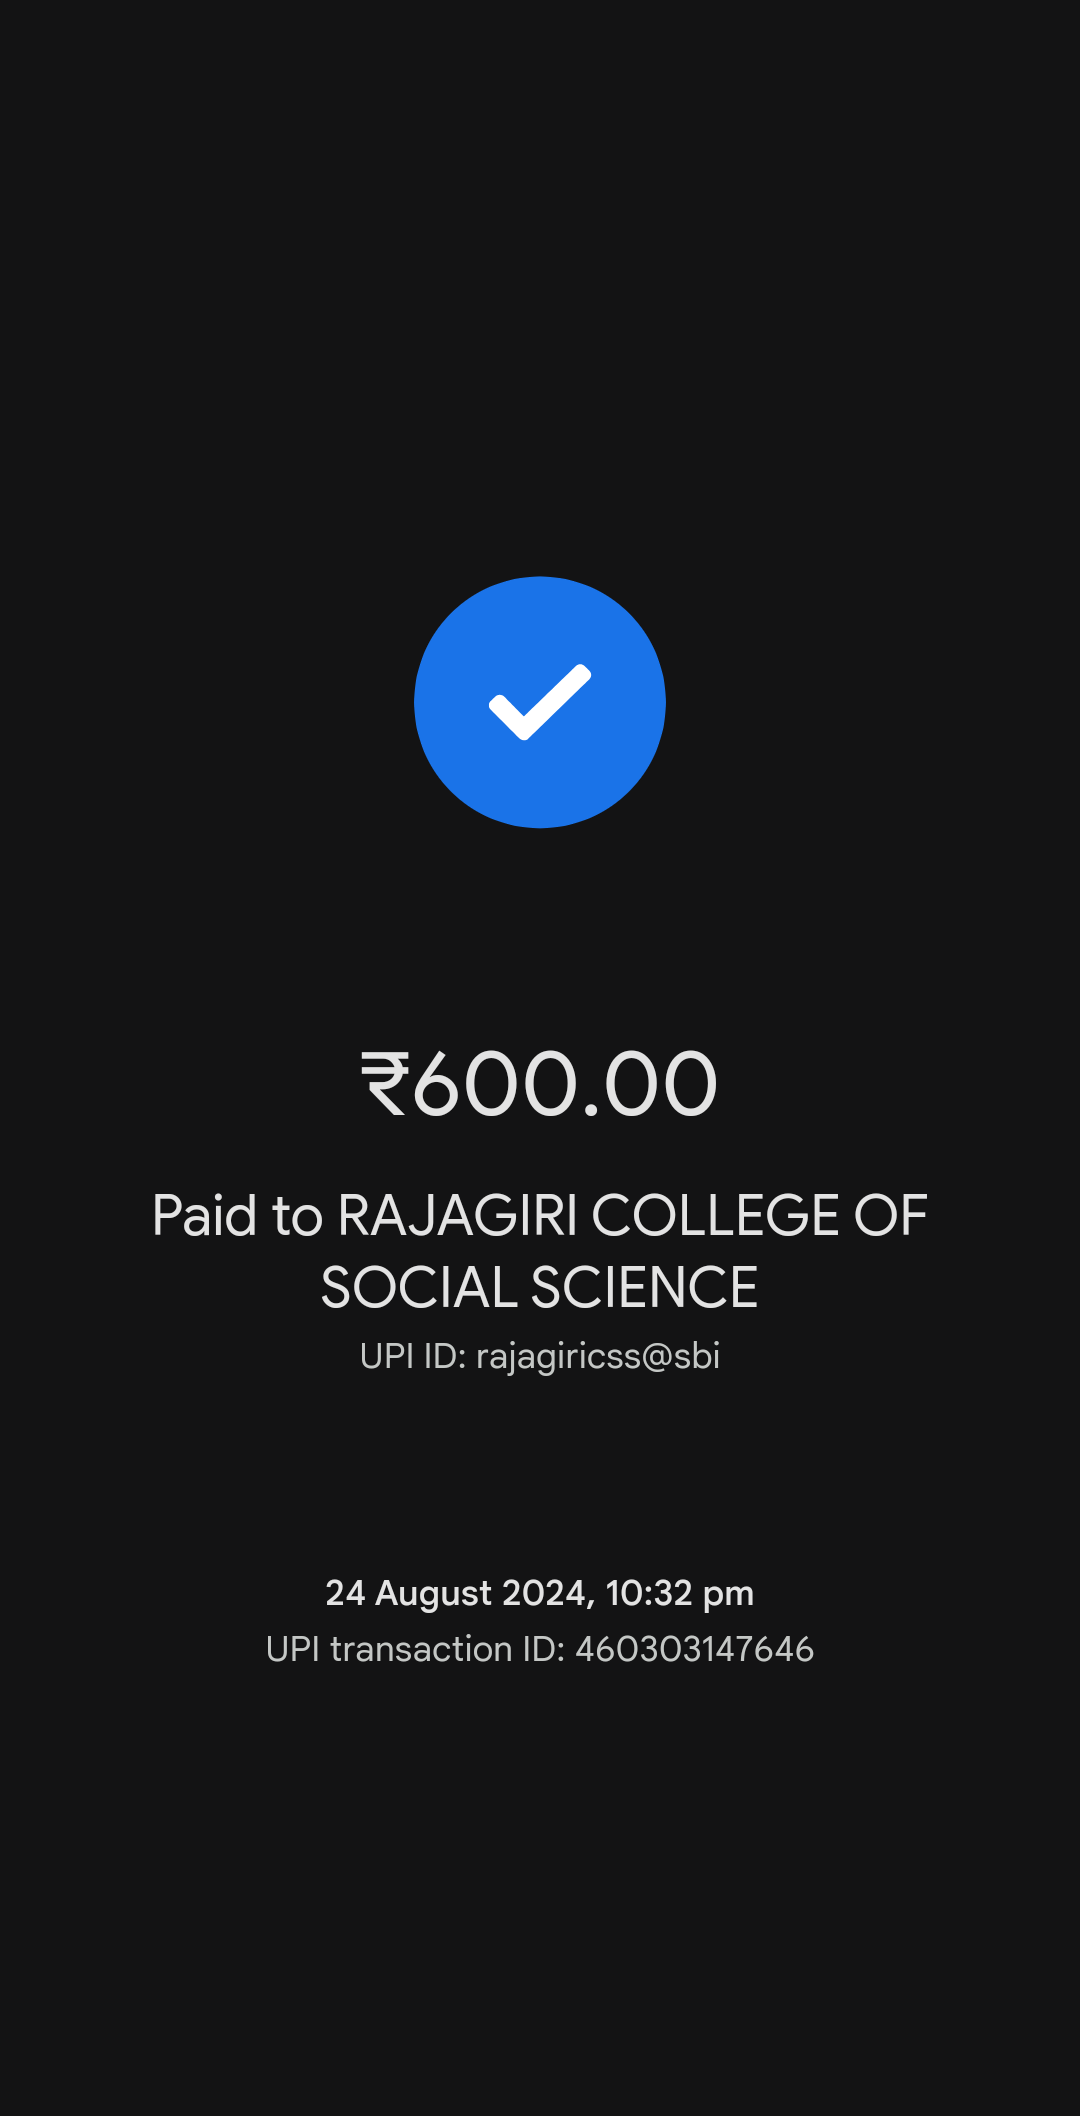 ₹600.00
Paid to RAJAGIRI COLLEGE OF
SOCIAL SCIENCE
UPI ID: rajagiricss@sbi
24 August 2024, 10:32 pm
UPI transaction ID: 460303147646